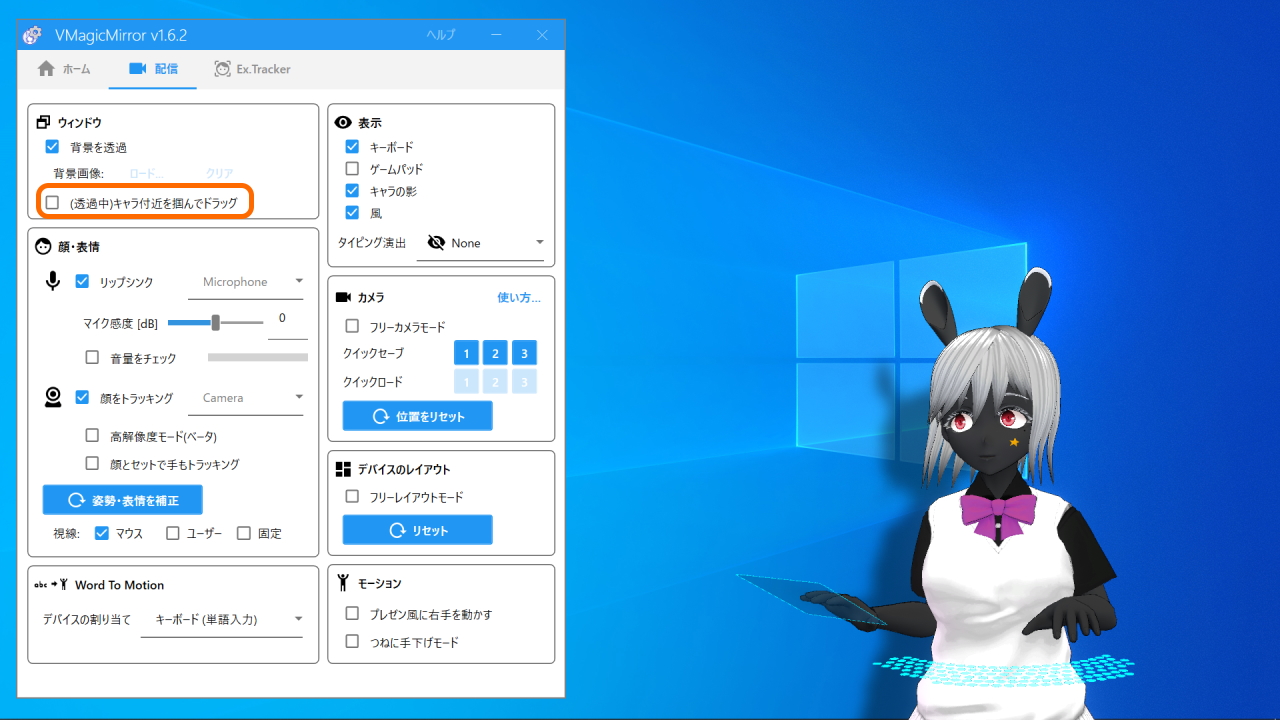 VMagicMirror v1.6.2 ヘルプ
ホーム 配信 Ex.Tracker
ウィンドウ
背景を透過
背景画像: ロード... クリア
(透過中)キャラ付近を掴んでドラッグ
顔・表情
リップシンク Microphone
マイク感度 [dB] 0
音量をチェック
顔をトラッキング Camera
高解像度モード(ベータ)
顔とセットで手もトラッキング
姿勢・表情を補正
視線: マウス ユーザー 固定
abc Word To Motion
デバイスの割り当て キーボード (単語入力)
表示
キーボード
ゲームパッド
キャラの影
風
タイピング演出 None
カメラ 使い方...
フリーカメラモード
クイックセーブ 1 2 3
クイックロード 1 2 3
位置をリセット
デバイスのレイアウト
フリーレイアウトモード
リセット
モーション
プレゼン風に右手を動かす
つねに手下げモード